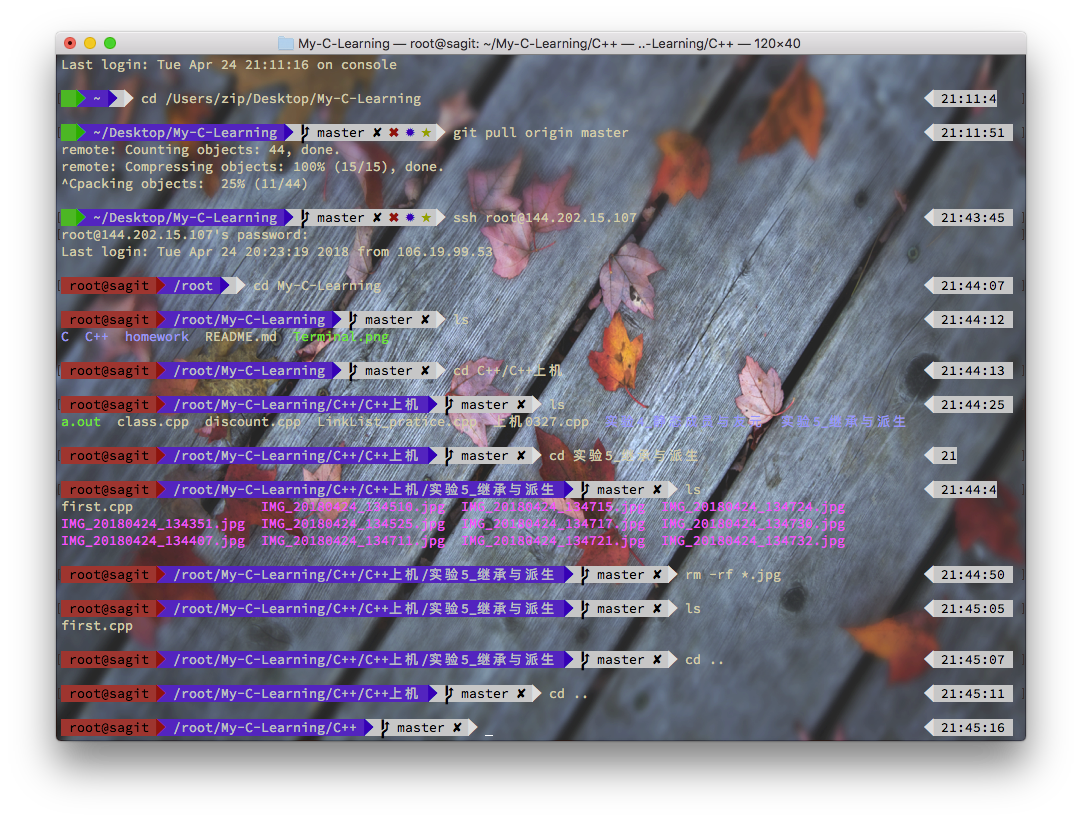 My-C-Learning — root@sagit: ~/My-C-Learning/C++ — ..-Learning/C++ — 120×40
Last login: Tue Apr 24 21:11:16 on console
~ cd /Users/zip/Desktop/My-C-Learning 21:11:4
~/Desktop/My-C-Learning master ✘ ✖ ✹ ★ git pull origin master 21:11:51
remote: Counting objects: 44, done.
remote: Compressing objects: 100% (15/15), done.
^Cpacking objects:  25% (11/44)
~/Desktop/My-C-Learning master ✘ ✖ ✹ ★ ssh root@144.202.15.107 21:43:45
root@144.202.15.107's password:
Last login: Tue Apr 24 20:23:19 2018 from 106.19.99.53
root@sagit /root cd My-C-Learning 21:44:07
root@sagit /root/My-C-Learning master ✘ ls 21:44:12
C  C++  homework  README.md  Terminal.png
root@sagit /root/My-C-Learning master ✘ cd C++/C++上机 21:44:13
root@sagit /root/My-C-Learning/C++/C++上机 master ✘ ls 21:44:25
a.out  class.cpp  discount.cpp  LinkList_pratice.cpp  上机0327.cpp  实验5_继承与派生
root@sagit /root/My-C-Learning/C++/C++上机 master ✘ cd 实验5_继承与派生 21
root@sagit /root/My-C-Learning/C++/C++上机/实验5_继承与派生 master ✘ ls 21:44:4
first.cpp  IMG_20180424_134516.jpg  IMG_20180424_134715.jpg  IMG_20180424_134724.jpg
IMG_20180424_134351.jpg  IMG_20180424_134525.jpg  IMG_20180424_134717.jpg  IMG_20180424_134730.jpg
IMG_20180424_134407.jpg  IMG_20180424_134711.jpg  IMG_20180424_134721.jpg  IMG_20180424_134732.jpg
root@sagit /root/My-C-Learning/C++/C++上机/实验5_继承与派生 master ✘ rm -rf *.jpg 21:44:50
root@sagit /root/My-C-Learning/C++/C++上机/实验5_继承与派生 master ✘ ls 21:45:05
first.cpp
root@sagit /root/My-C-Learning/C++/C++上机/实验5_继承与派生 master ✘ cd .. 21:45:07
root@sagit /root/My-C-Learning/C++/C++上机 master ✘ cd .. 21:45:11
root@sagit /root/My-C-Learning/C++ master ✘ _ 21:45:16